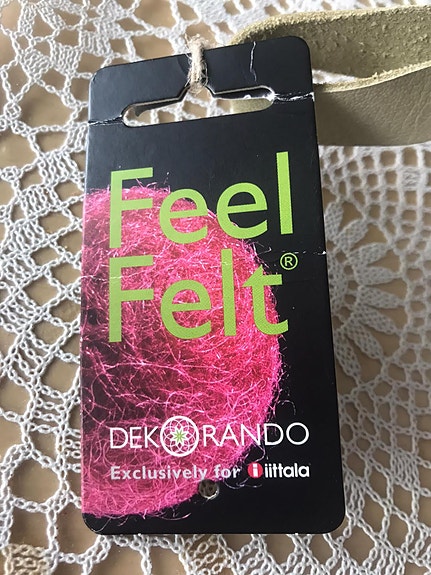 Feel
Felt®
DEKORANDO
Exclusively for iittala